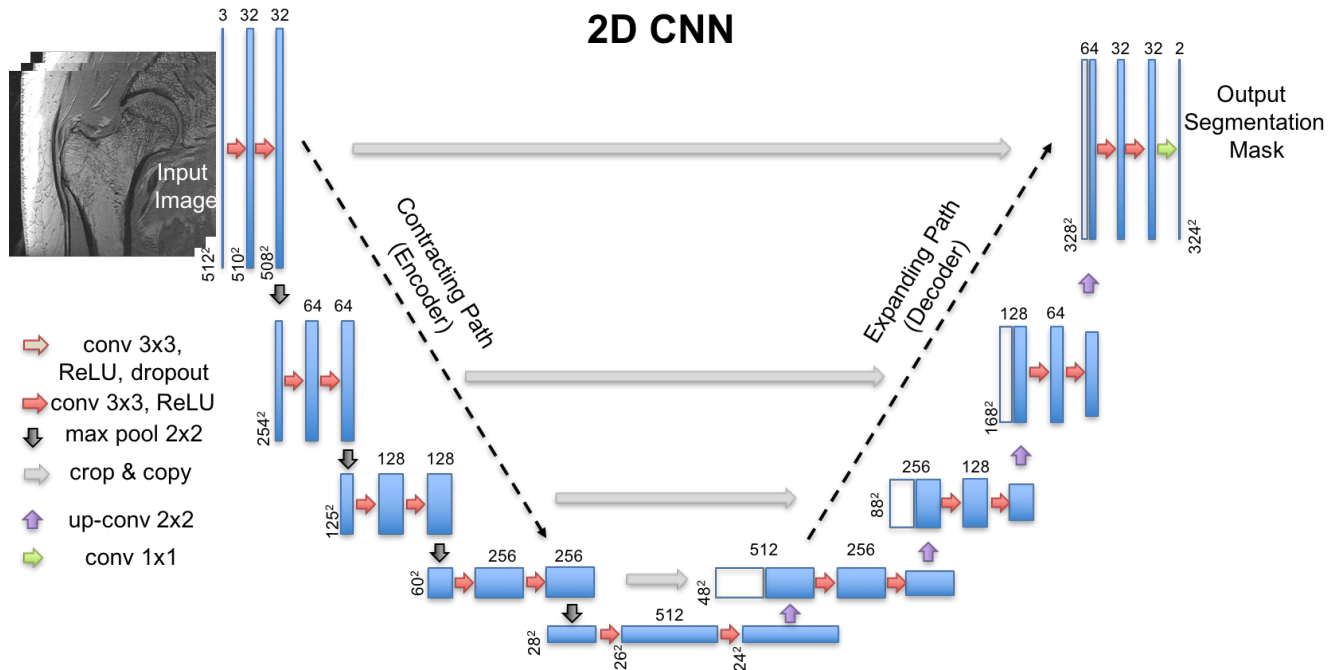 2D CNN
3 32 32
Input
Image
512²
510²
508²
64 64
254²
128 128
125²
256 256
60²
512
28²
26²
24²
Contracting Path
(Encoder)
Expanding Path
(Decoder)
512 256
48²
256 128
88²
128 64
168²
64 32 32 2
328²
324²
Output
Segmentation
Mask
conv 3x3,
ReLU, dropout
conv 3x3, ReLU
max pool 2x2
crop & copy
up-conv 2x2
conv 1x1